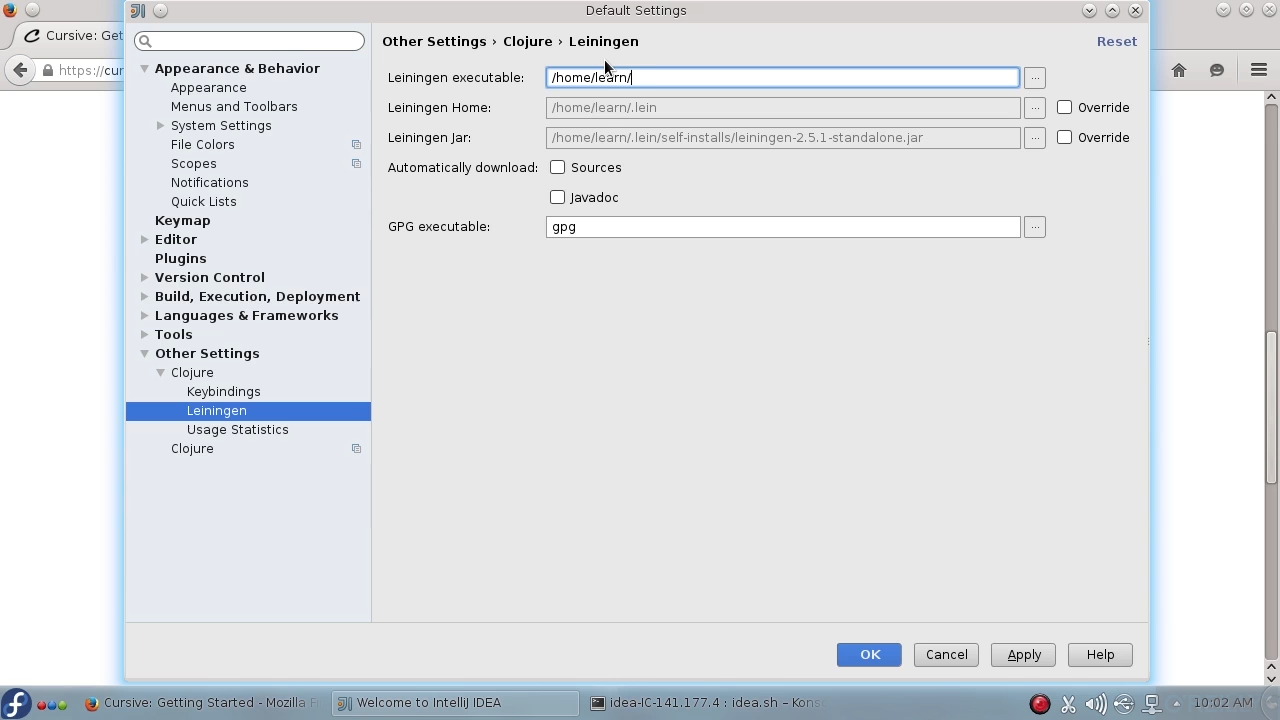 Default Settings
Cursive: Get
https://cur
Appearance & Behavior
Appearance
Menus and Toolbars
System Settings
File Colors
Scopes
Notifications
Quick Lists
Keymap
Editor
Plugins
Version Control
Build, Execution, Deployment
Languages & Frameworks
Tools
Other Settings
Clojure
Keybindings
Leiningen
Usage Statistics
Clojure
Other Settings › Clojure › Leiningen
Reset
Leiningen executable: /home/learn/ ...
Leiningen Home: /home/learn/.lein ... Override
Leiningen Jar: /home/learn/.lein/self-installs/leiningen-2.5.1-standalone.jar ... Override
Automatically download: Sources
Javadoc
GPG executable: gpg ...
OK Cancel Apply Help
Cursive: Getting Started - Mozilla F
Welcome to IntelliJ IDEA
idea-IC-141.177.4 : idea.sh — Kons
10:02 AM